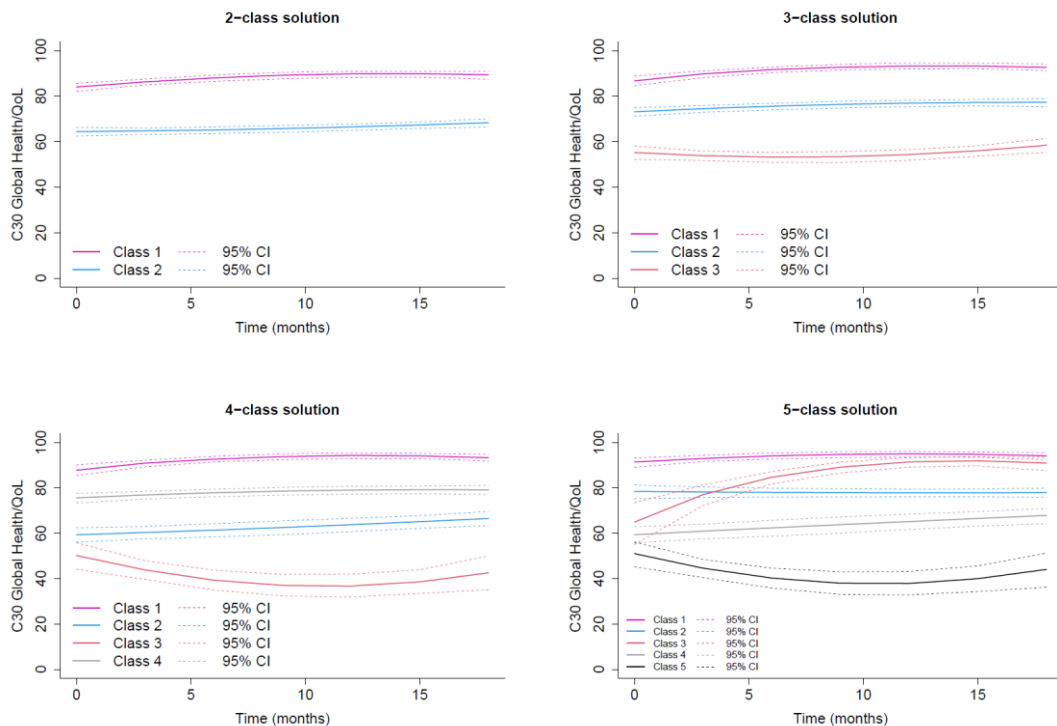 2−class solution
C30 Global Health/QoL
100
80
60
40
20
0
Class 1 95% CI
Class 2 95% CI
0 5 10 15
Time (months)
3−class solution
C30 Global Health/QoL
100
80
60
40
20
0
Class 1 95% CI
Class 2 95% CI
Class 3 95% CI
0 5 10 15
Time (months)
4−class solution
C30 Global Health/QoL
100
80
60
40
20
0
Class 1 95% CI
Class 2 95% CI
Class 3 95% CI
Class 4 95% CI
0 5 10 15
Time (months)
5−class solution
C30 Global Health/QoL
100
80
60
40
20
0
Class 1 95% CI
Class 2 95% CI
Class 3 95% CI
Class 4 95% CI
Class 5 95% CI
0 5 10 15
Time (months)